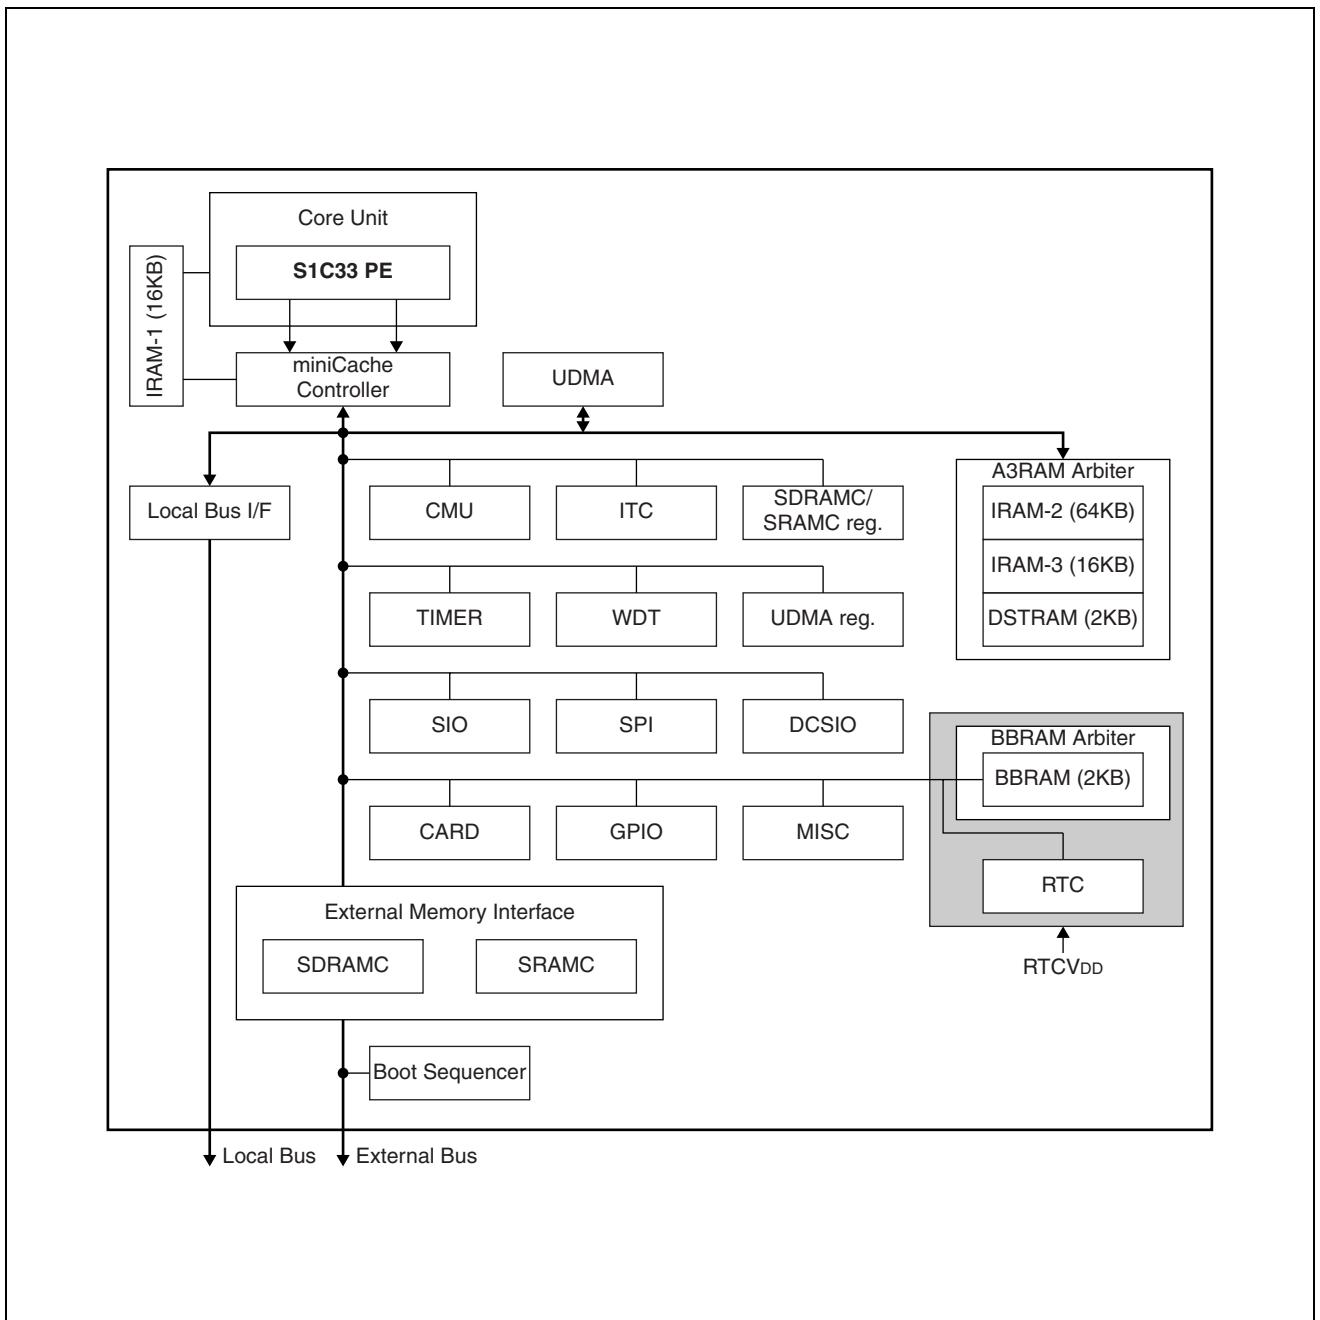 Core Unit
S1C33 PE
IRAM-1 (16KB)
miniCache
Controller
UDMA
Local Bus I/F
CMU
ITC
SDRAMC/
SRAMC reg.
A3RAM Arbiter
IRAM-2 (64KB)
IRAM-3 (16KB)
DSTRAM (2KB)
TIMER
WDT
UDMA reg.
SIO
SPI
DCSIO
BBRAM Arbiter
BBRAM (2KB)
CARD
GPIO
MISC
RTC
RTCVDD
External Memory Interface
SDRAMC
SRAMC
Boot Sequencer
Local Bus
External Bus